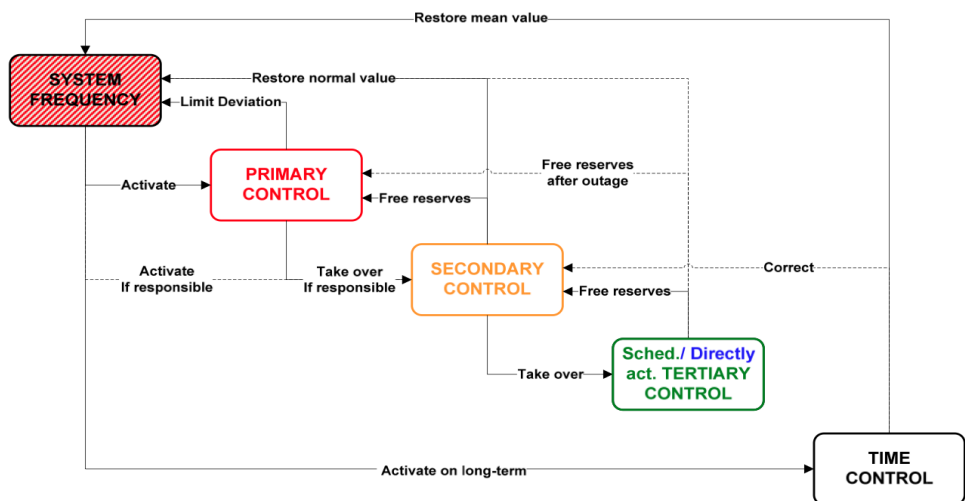 Restore mean value
SYSTEM
FREQUENCY
Restore normal value
Limit Deviation
PRIMARY
CONTROL
Activate
Free reserves
after outage
Free reserves
Activate
If responsible
Take over
If responsible
SECONDARY
CONTROL
Correct
Free reserves
Sched./ Directly
act. TERTIARY
CONTROL
Take over
Activate on long-term
TIME
CONTROL